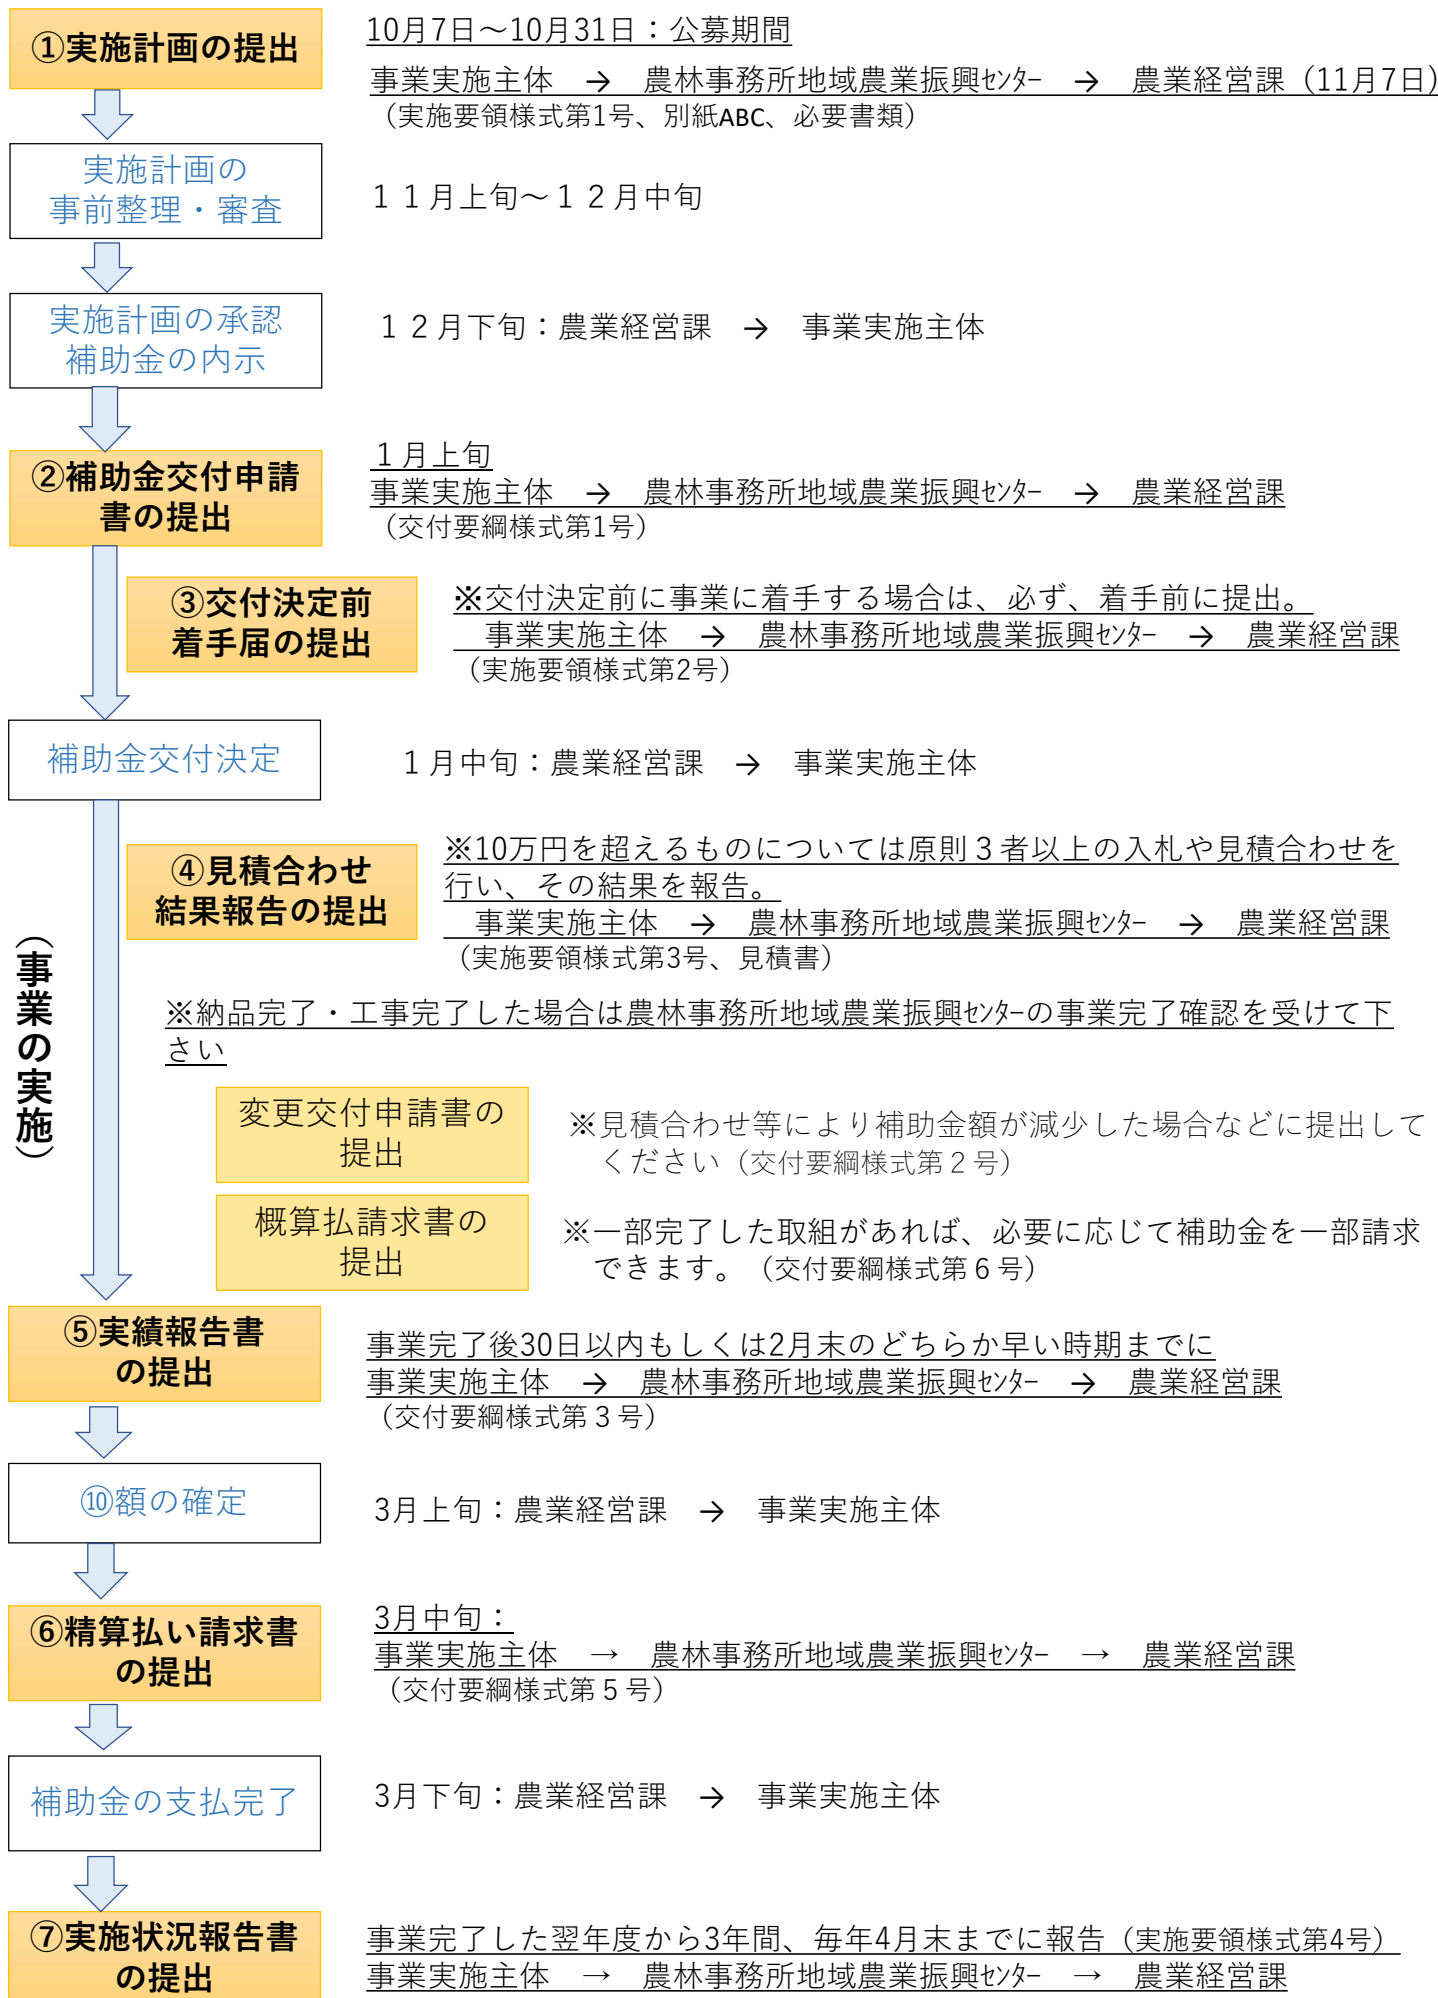 ①実施計画の提出
10月7日～10月31日：公募期間
事業実施主体　→　農林事務所地域農業振興ｾﾝﾀｰ　→　農業経営課（11月7日）
（実施要領様式第1号、別紙ABC、必要書類）
実施計画の
事前整理・審査
１１月上旬～１２月中旬
実施計画の承認
補助金の内示
１２月下旬：農業経営課　→　事業実施主体
②補助金交付申請
書の提出
１月上旬
事業実施主体　→　農林事務所地域農業振興ｾﾝﾀｰ　→　農業経営課
（交付要綱様式第1号）
③交付決定前
着手届の提出
※交付決定前に事業に着手する場合は、必ず、着手前に提出。
事業実施主体　→　農林事務所地域農業振興ｾﾝﾀｰ　→　農業経営課
（実施要領様式第2号）
補助金交付決定
１月中旬：農業経営課　→　事業実施主体
（事業の実施）
④見積合わせ
結果報告の提出
※10万円を超えるものについては原則３者以上の入札や見積合わせを
行い、その結果を報告。
事業実施主体　→　農林事務所地域農業振興ｾﾝﾀｰ　→　農業経営課
（実施要領様式第3号、見積書）
※納品完了・工事完了した場合は農林事務所地域農業振興ｾﾝﾀｰの事業完了確認を受けて下
さい
変更交付申請書の
提出
※見積合わせ等により補助金額が減少した場合などに提出して
ください（交付要綱様式第２号）
概算払請求書の
提出
※一部完了した取組があれば、必要に応じて補助金を一部請求
できます。（交付要綱様式第６号）
⑤実績報告書
の提出
事業完了後30日以内もしくは2月末のどちらか早い時期までに
事業実施主体　→　農林事務所地域農業振興ｾﾝﾀｰ　→　農業経営課
（交付要綱様式第３号）
⑩額の確定
3月上旬：農業経営課　→　事業実施主体
⑥精算払い請求書
の提出
3月中旬：
事業実施主体　→　農林事務所地域農業振興ｾﾝﾀｰ　→　農業経営課
（交付要綱様式第５号）
補助金の支払完了
3月下旬：農業経営課　→　事業実施主体
⑦実施状況報告書
の提出
事業完了した翌年度から3年間、毎年4月末までに報告（実施要領様式第4号）
事業実施主体　→　農林事務所地域農業振興ｾﾝﾀｰ　→　農業経営課